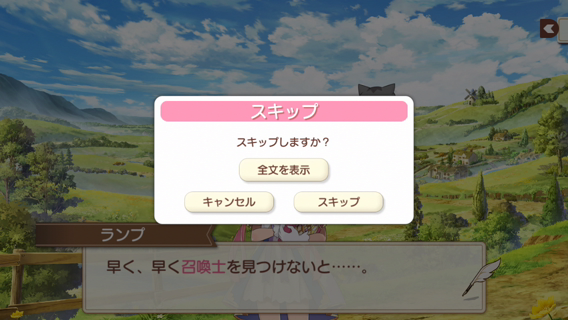 スキップ
スキップしますか？
全文を表示
キャンセル
スキップ
ランプ
早く、早く召喚士を見つけないと……。